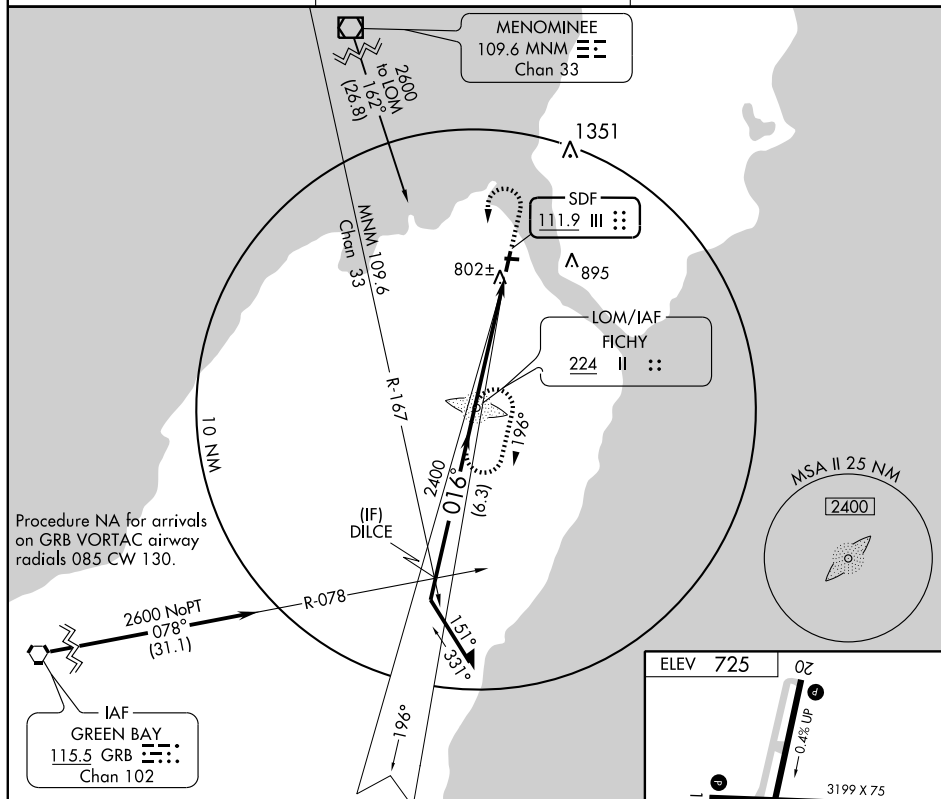 MENOMINEE
109.6 MNM
Chan 33
2600
to LOM
162°
(26.8)
1351
MNM 109.6
Chan 33
SDF
111.9 III
802±
895
LOM/IAF
FICHY
224 II
R-167
10 NM
196°
2400
016°
(6.3)
MSA II 25 NM
2400
(IF)
DILCE
Procedure NA for arrivals
on GRB VORTAC airway
radials 085 CW 130.
2600 NoPT
078°
(31.1)
R-078
151°
331°
IAF
GREEN BAY
115.5 GRB
Chan 102
196°
ELEV 725
20
P
0.4% UP
P
3199 X 75